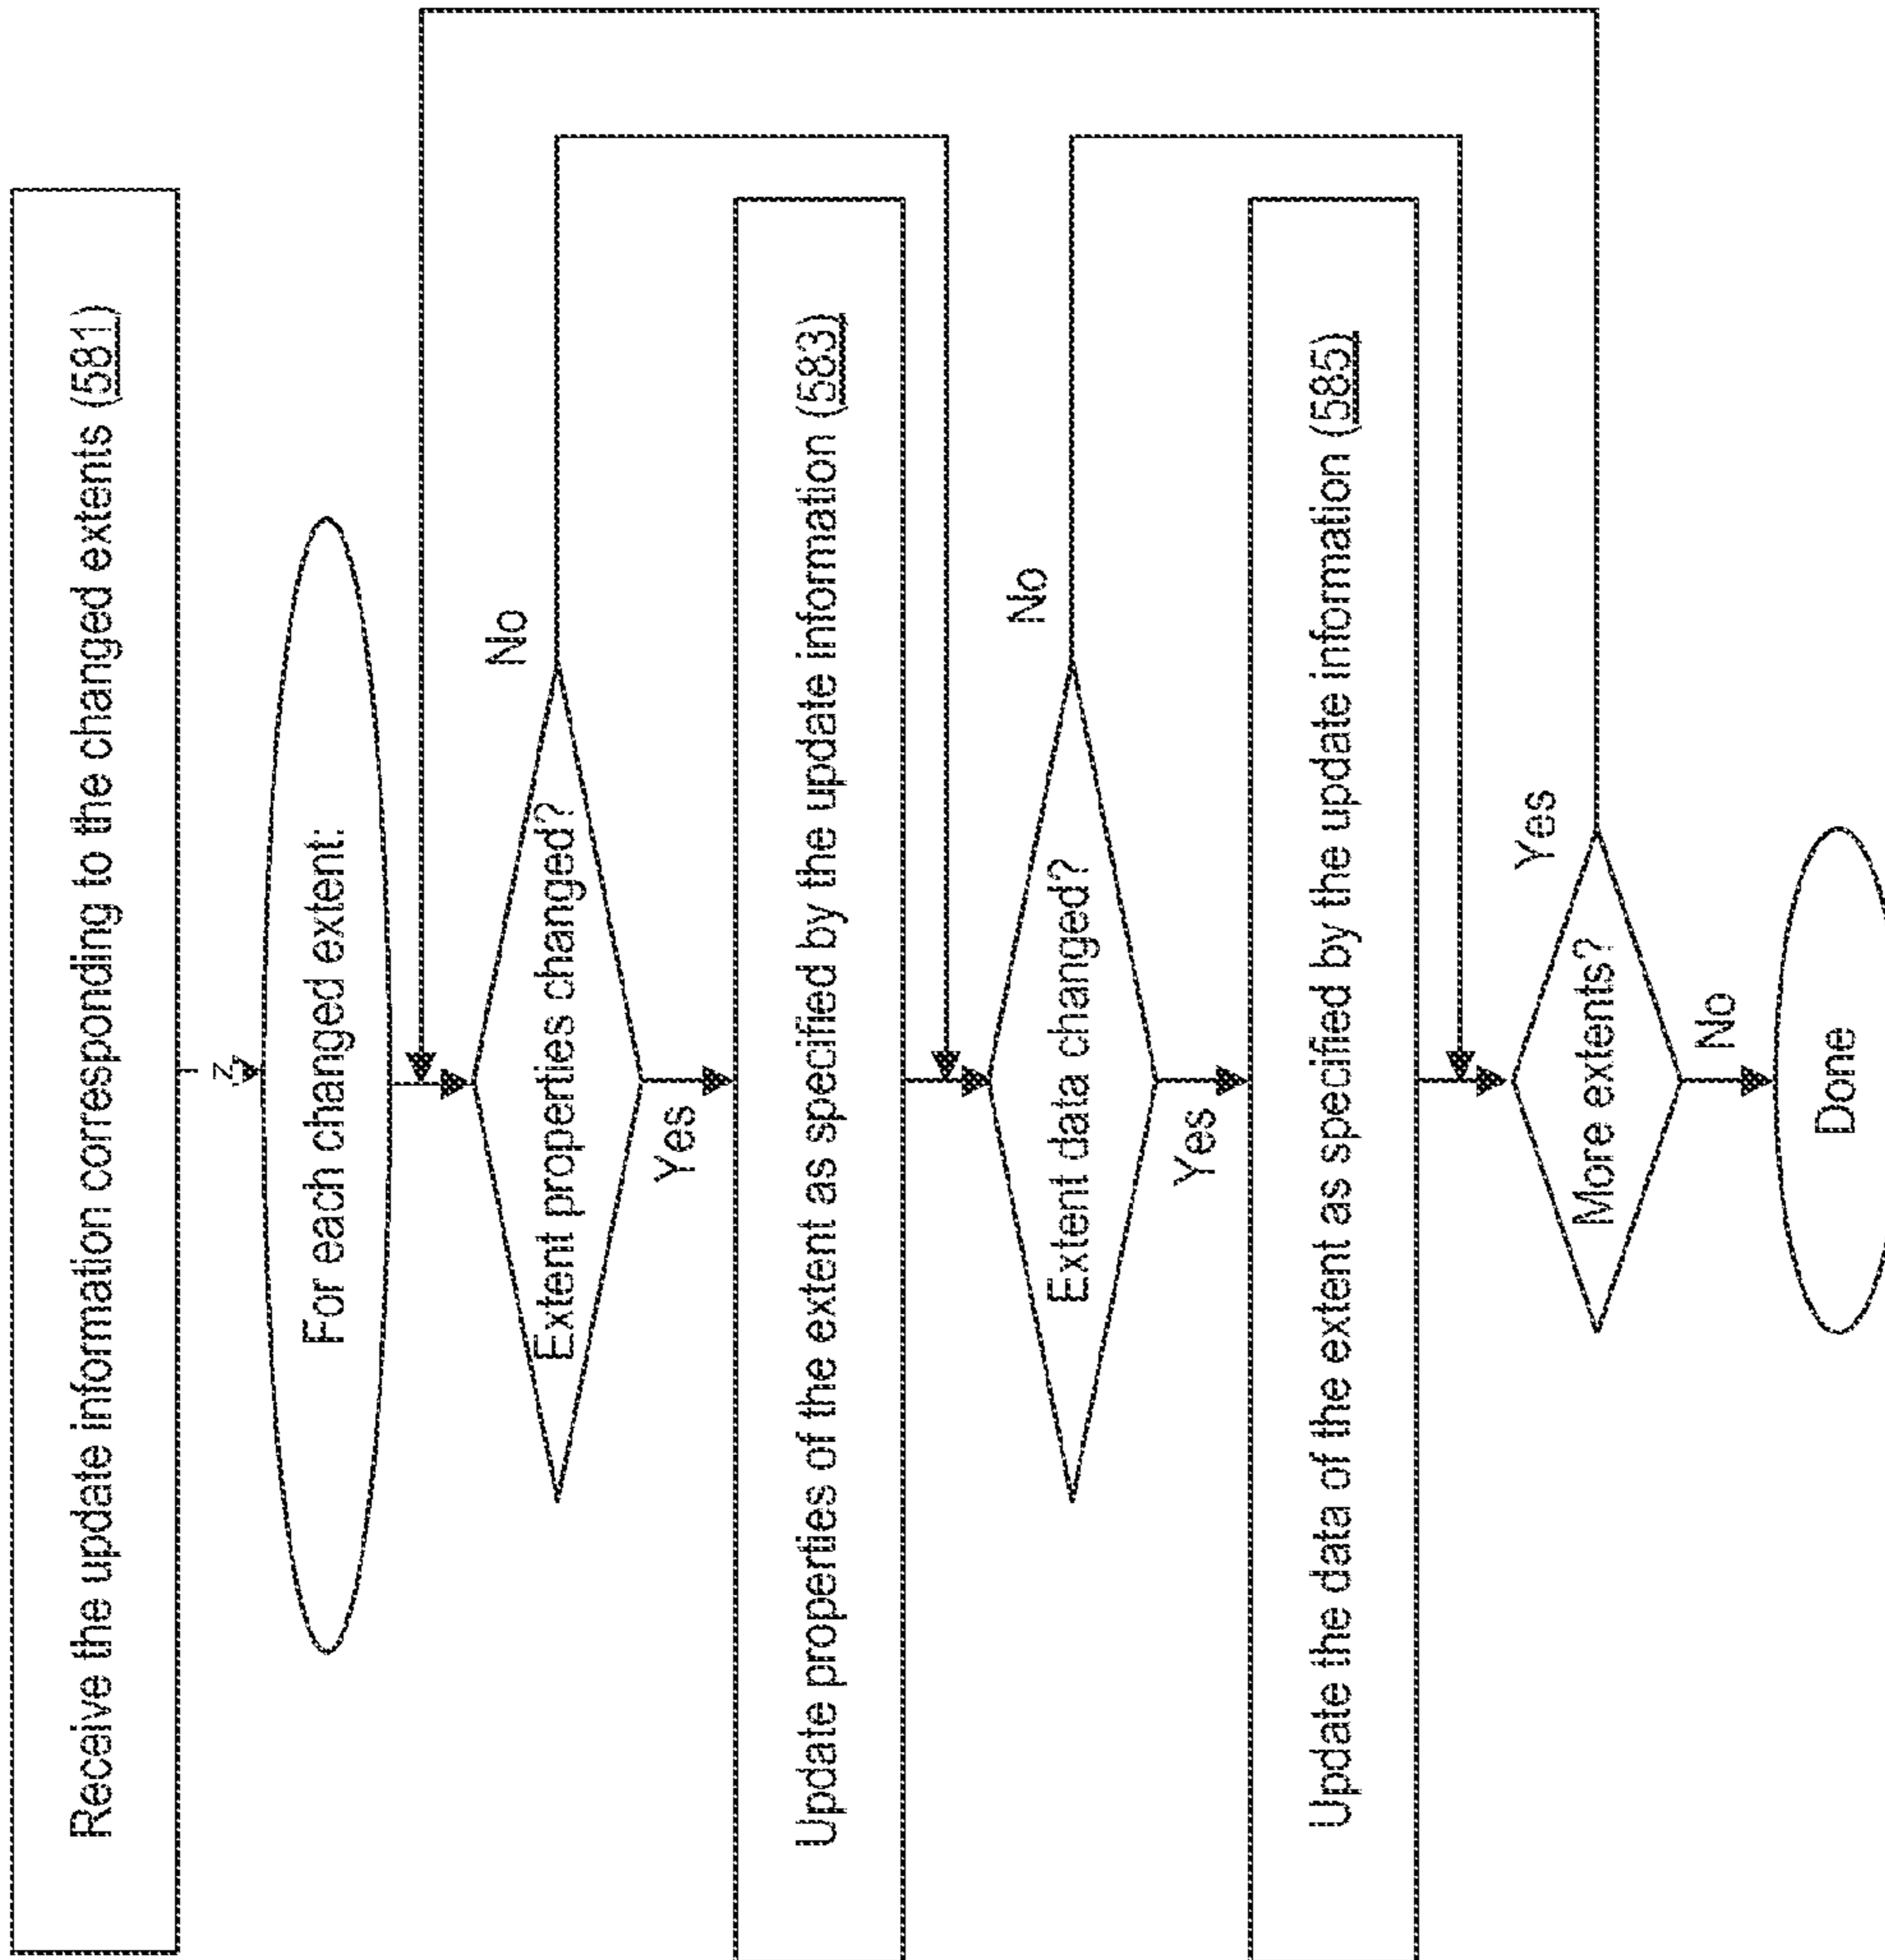 Receive the update information corresponding to the changed extents (581)
For each changed extent:
Extent properties changed?
No
Yes
Update properties of the extent as specified by the update information (583)
Extent data changed?
No
Yes
Update the data of the extent as specified by the update information (585)
More extents?
Yes
No
Done